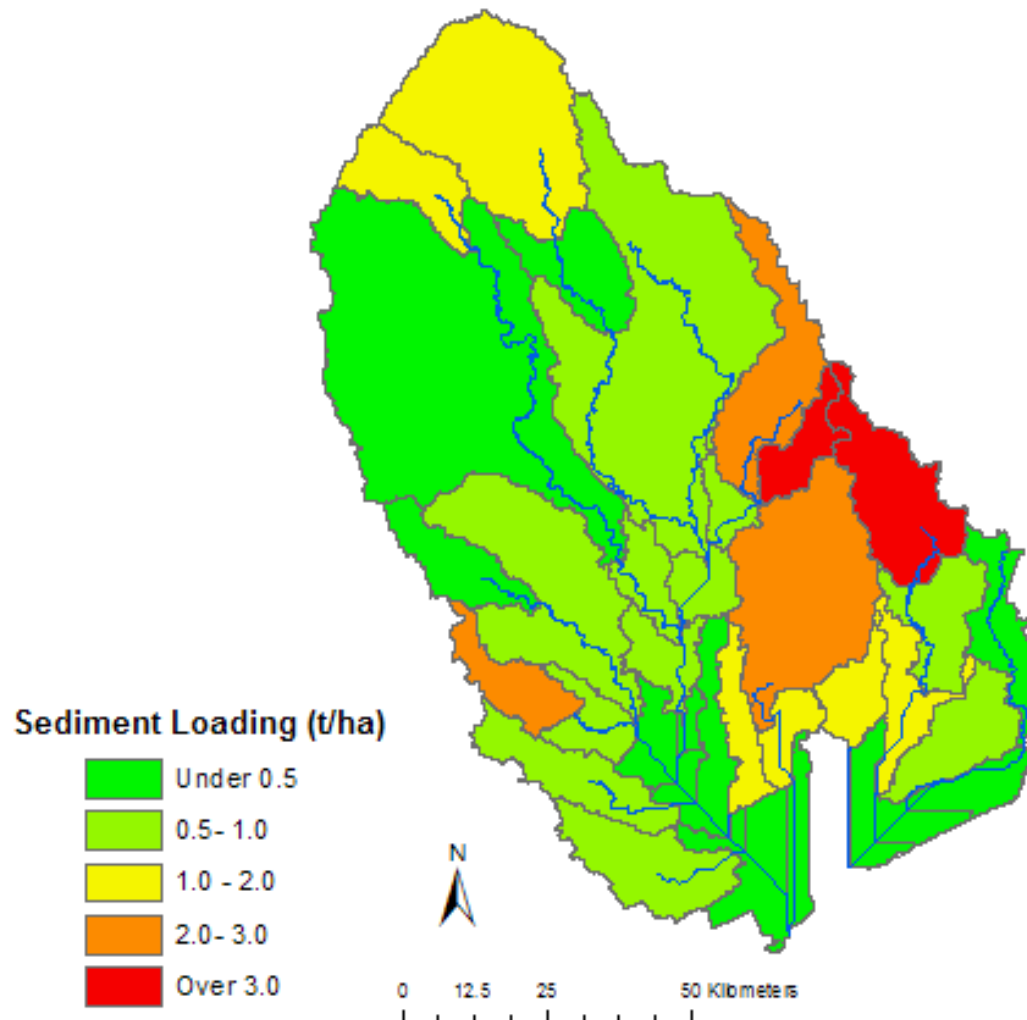 Sediment Loading (t/ha)
Under 0.5
0.5- 1.0
1.0 - 2.0
2.0- 3.0
Over 3.0
N
0 12.5 25 50 Kilometers